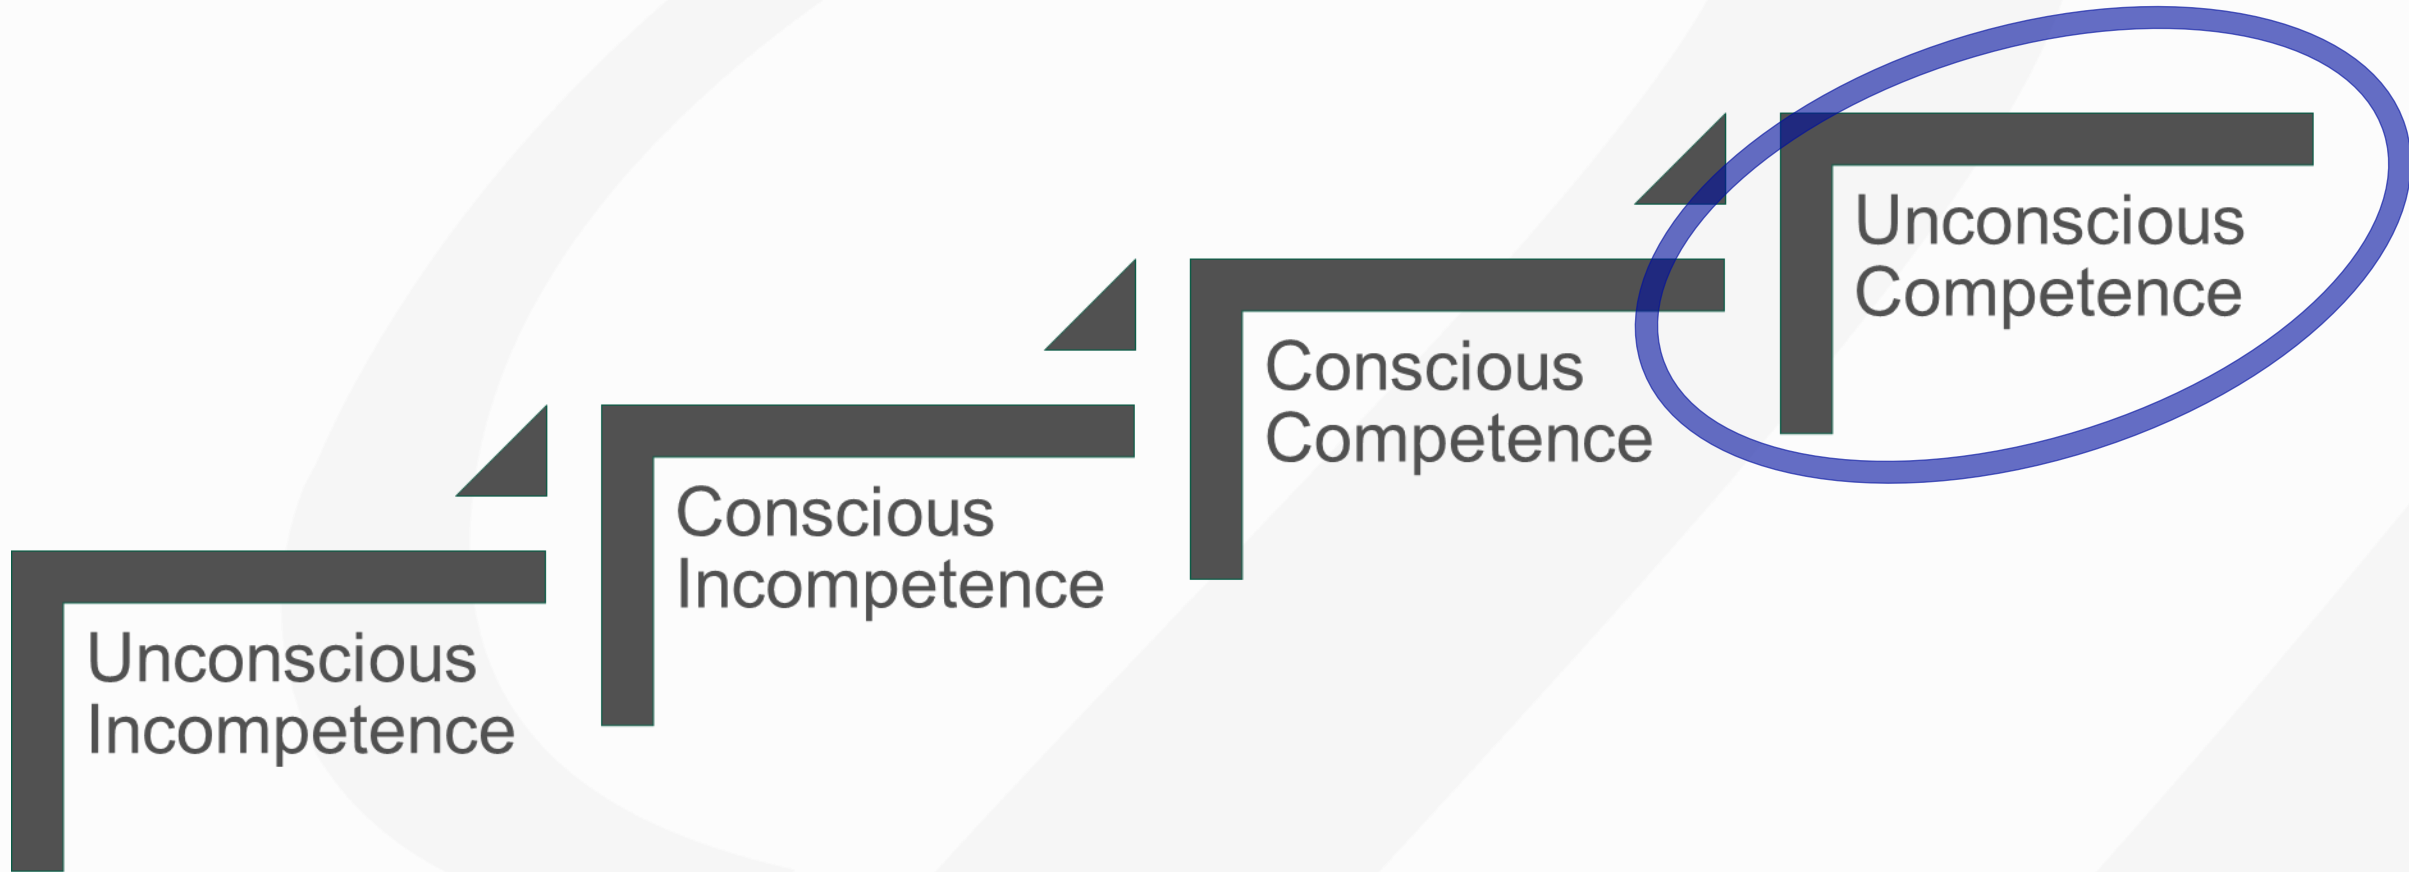 Unconscious
Incompetence
Conscious
Incompetence
Conscious
Competence
Unconscious
Competence